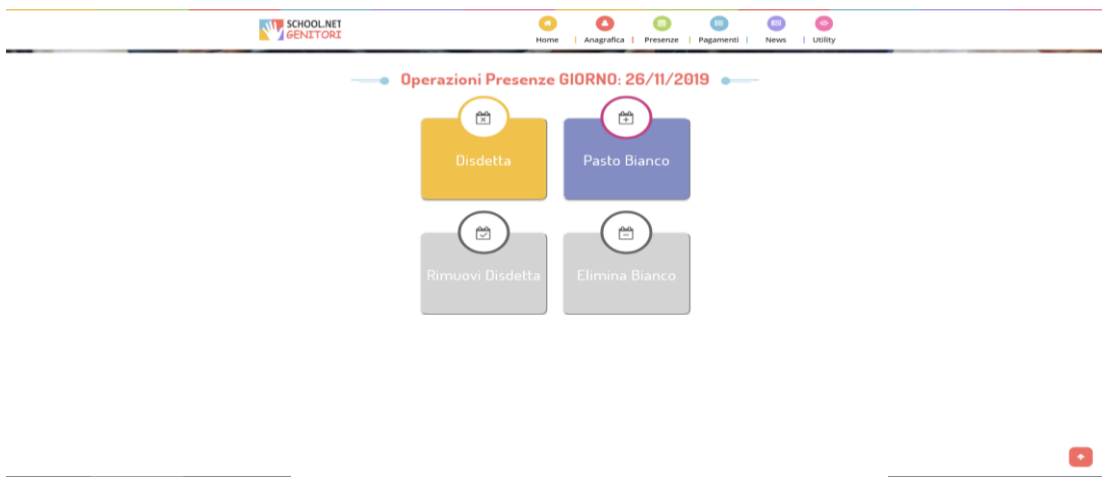 SCHOOL.NET
GENITORI
Home | Anagrafica | Presenze | Pagamenti | News | Utility
Operazioni Presenze GIORNO: 26/11/2019
Disdetta
Pasto Bianco
Rimuovi Disdetta
Elimina Bianco